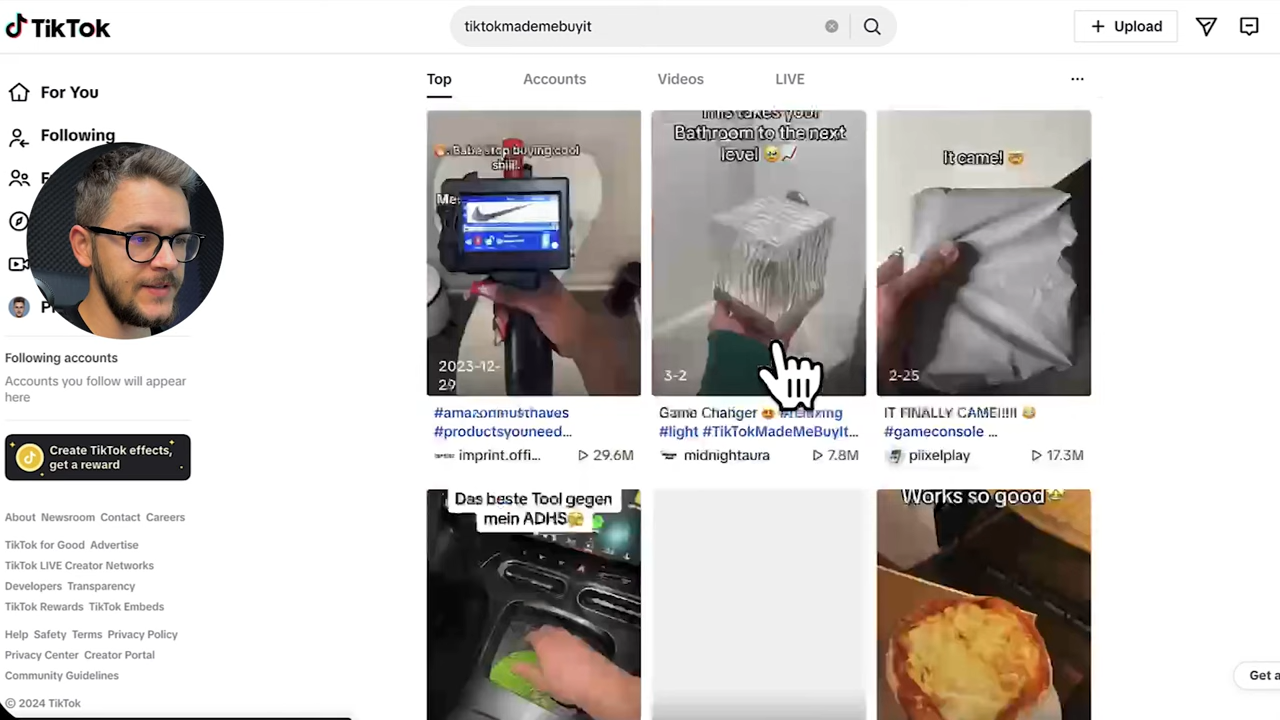 TikTok
tiktokmademebuyit
Upload
For You
Following
Following accounts
Accounts you follow will appear
here
Create TikTok effects,
get a reward
About Newsroom Contact Careers
TikTok for Good Advertise
TikTok LIVE Creator Networks
Developers Transparency
TikTok Rewards TikTok Embeds
Help Safety Terms Privacy Policy
Privacy Center Creator Portal
Community Guidelines
© 2024 TikTok
Top Accounts Videos LIVE
Babe stop buying cool
shiii!.
Me:
2023-12-
29
#amazonmusthaves
#productsyouneed...
imprint.offi... 29.6M
This takes your
Bathroom to the next
level
3-2
Game Changer 🤩 #relaxing
#light #TikTokMadeMeBuyIt...
midnightaura 7.8M
It came! 🤯
2-25
IT FINALLY CAME!!!!
#gameconsole ...
piixelplay 17.3M
Das beste Tool gegen
mein ADHS
Works so good
Get a